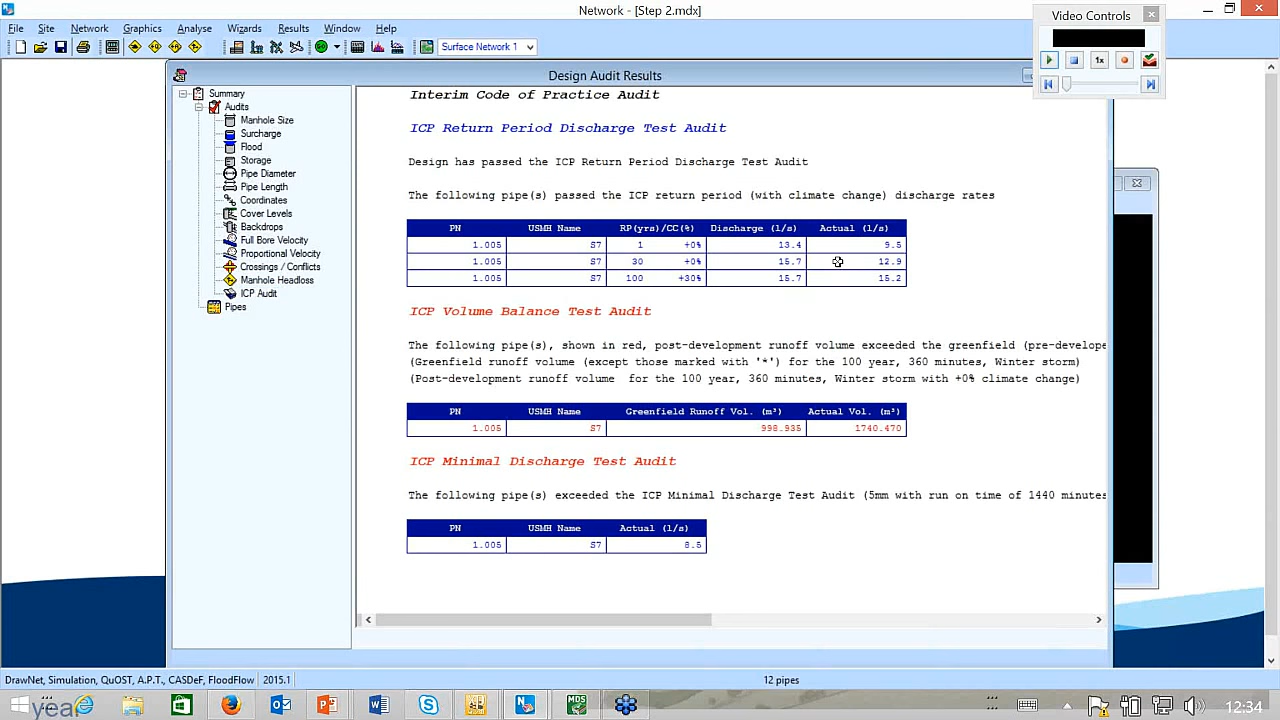 Network - [Step 2.mdx]
Video Controls
File Site Network Graphics Analyse Wizards Results Window Help
Surface Network 1
1x
Design Audit Results
Summary
Audits
Manhole Size
Surcharge
Flood
Storage
Pipe Diameter
Pipe Length
Coordinates
Cover Levels
Backdrops
Full Bore Velocity
Proportional Velocity
Crossings / Conflicts
Manhole Headloss
ICP Audit
Pipes
Interim Code of Practice Audit
ICP Return Period Discharge Test Audit
Design has passed the ICP Return Period Discharge Test Audit
The following pipe(s) passed the ICP return period (with climate change) discharge rates
PN USMH Name RP(yrs)/CC(%) Discharge (l/s) Actual (l/s)
1.005 S7 1 +0% 13.4 9.5
1.005 S7 30 +0% 15.7 12.9
1.005 S7 100 +30% 15.7 15.2
ICP Volume Balance Test Audit
The following pipe(s), shown in red, post-development runoff volume exceeded the greenfield (pre-develope
(Greenfield runoff volume (except those marked with '*') for the 100 year, 360 minutes, Winter storm)
(Post-development runoff volume for the 100 year, 360 minutes, Winter storm with +0% climate change)
PN USMH Name Greenfield Runoff Vol. (m³) Actual Vol. (m³)
1.005 S7 998.935 1740.470
ICP Minimal Discharge Test Audit
The following pipe(s) exceeded the ICP Minimal Discharge Test Audit (5mm with run on time of 1440 minutes
PN USMH Name Actual (l/s)
1.005 S7 8.5
DrawNet, Simulation, QuOST, A.P.T., CASDeF, FloodFlow 2015.1 12 pipes
year
12:34